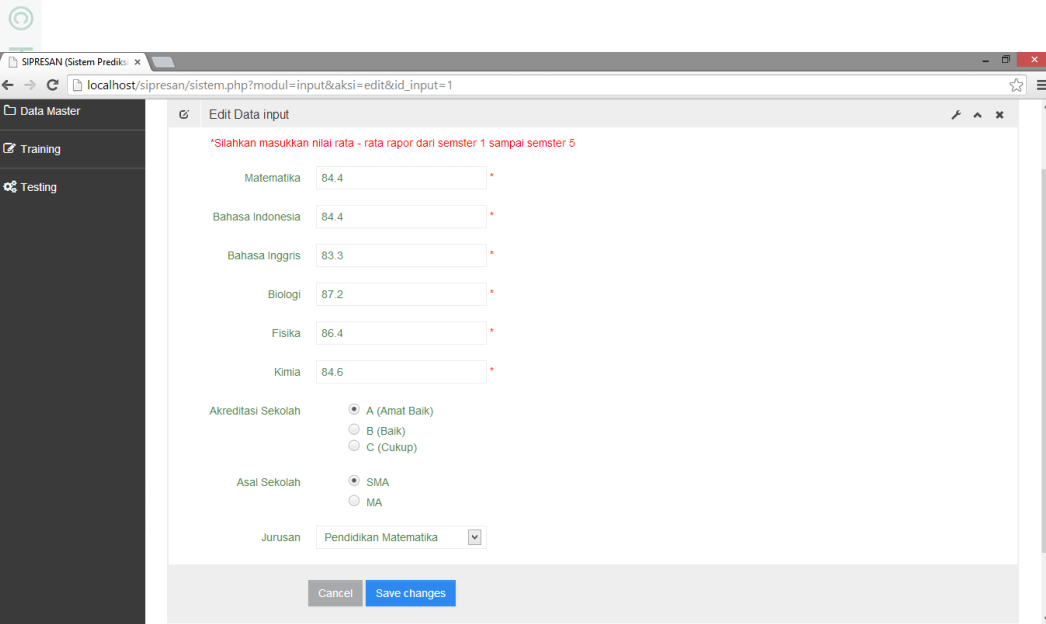 ©
SIPRESAN (Sistem Prediks
localhost/sipresan/sistem.php?modul=input&aksi=edit&id_input=1
Data Master
Training
Testing
Edit Data input
*Silahkan masukkan nilai rata - rata rapor dari semster 1 sampai semster 5
Matematika 84.4 *
Bahasa Indonesia 84.4 *
Bahasa Inggris 83.3 *
Biologi 87.2 *
Fisika 86.4 *
Kimia 84.6 *
Akreditasi Sekolah A (Amat Baik)
B (Baik)
C (Cukup)
Asal Sekolah SMA
MA
Jurusan Pendidikan Matematika
Cancel Save changes